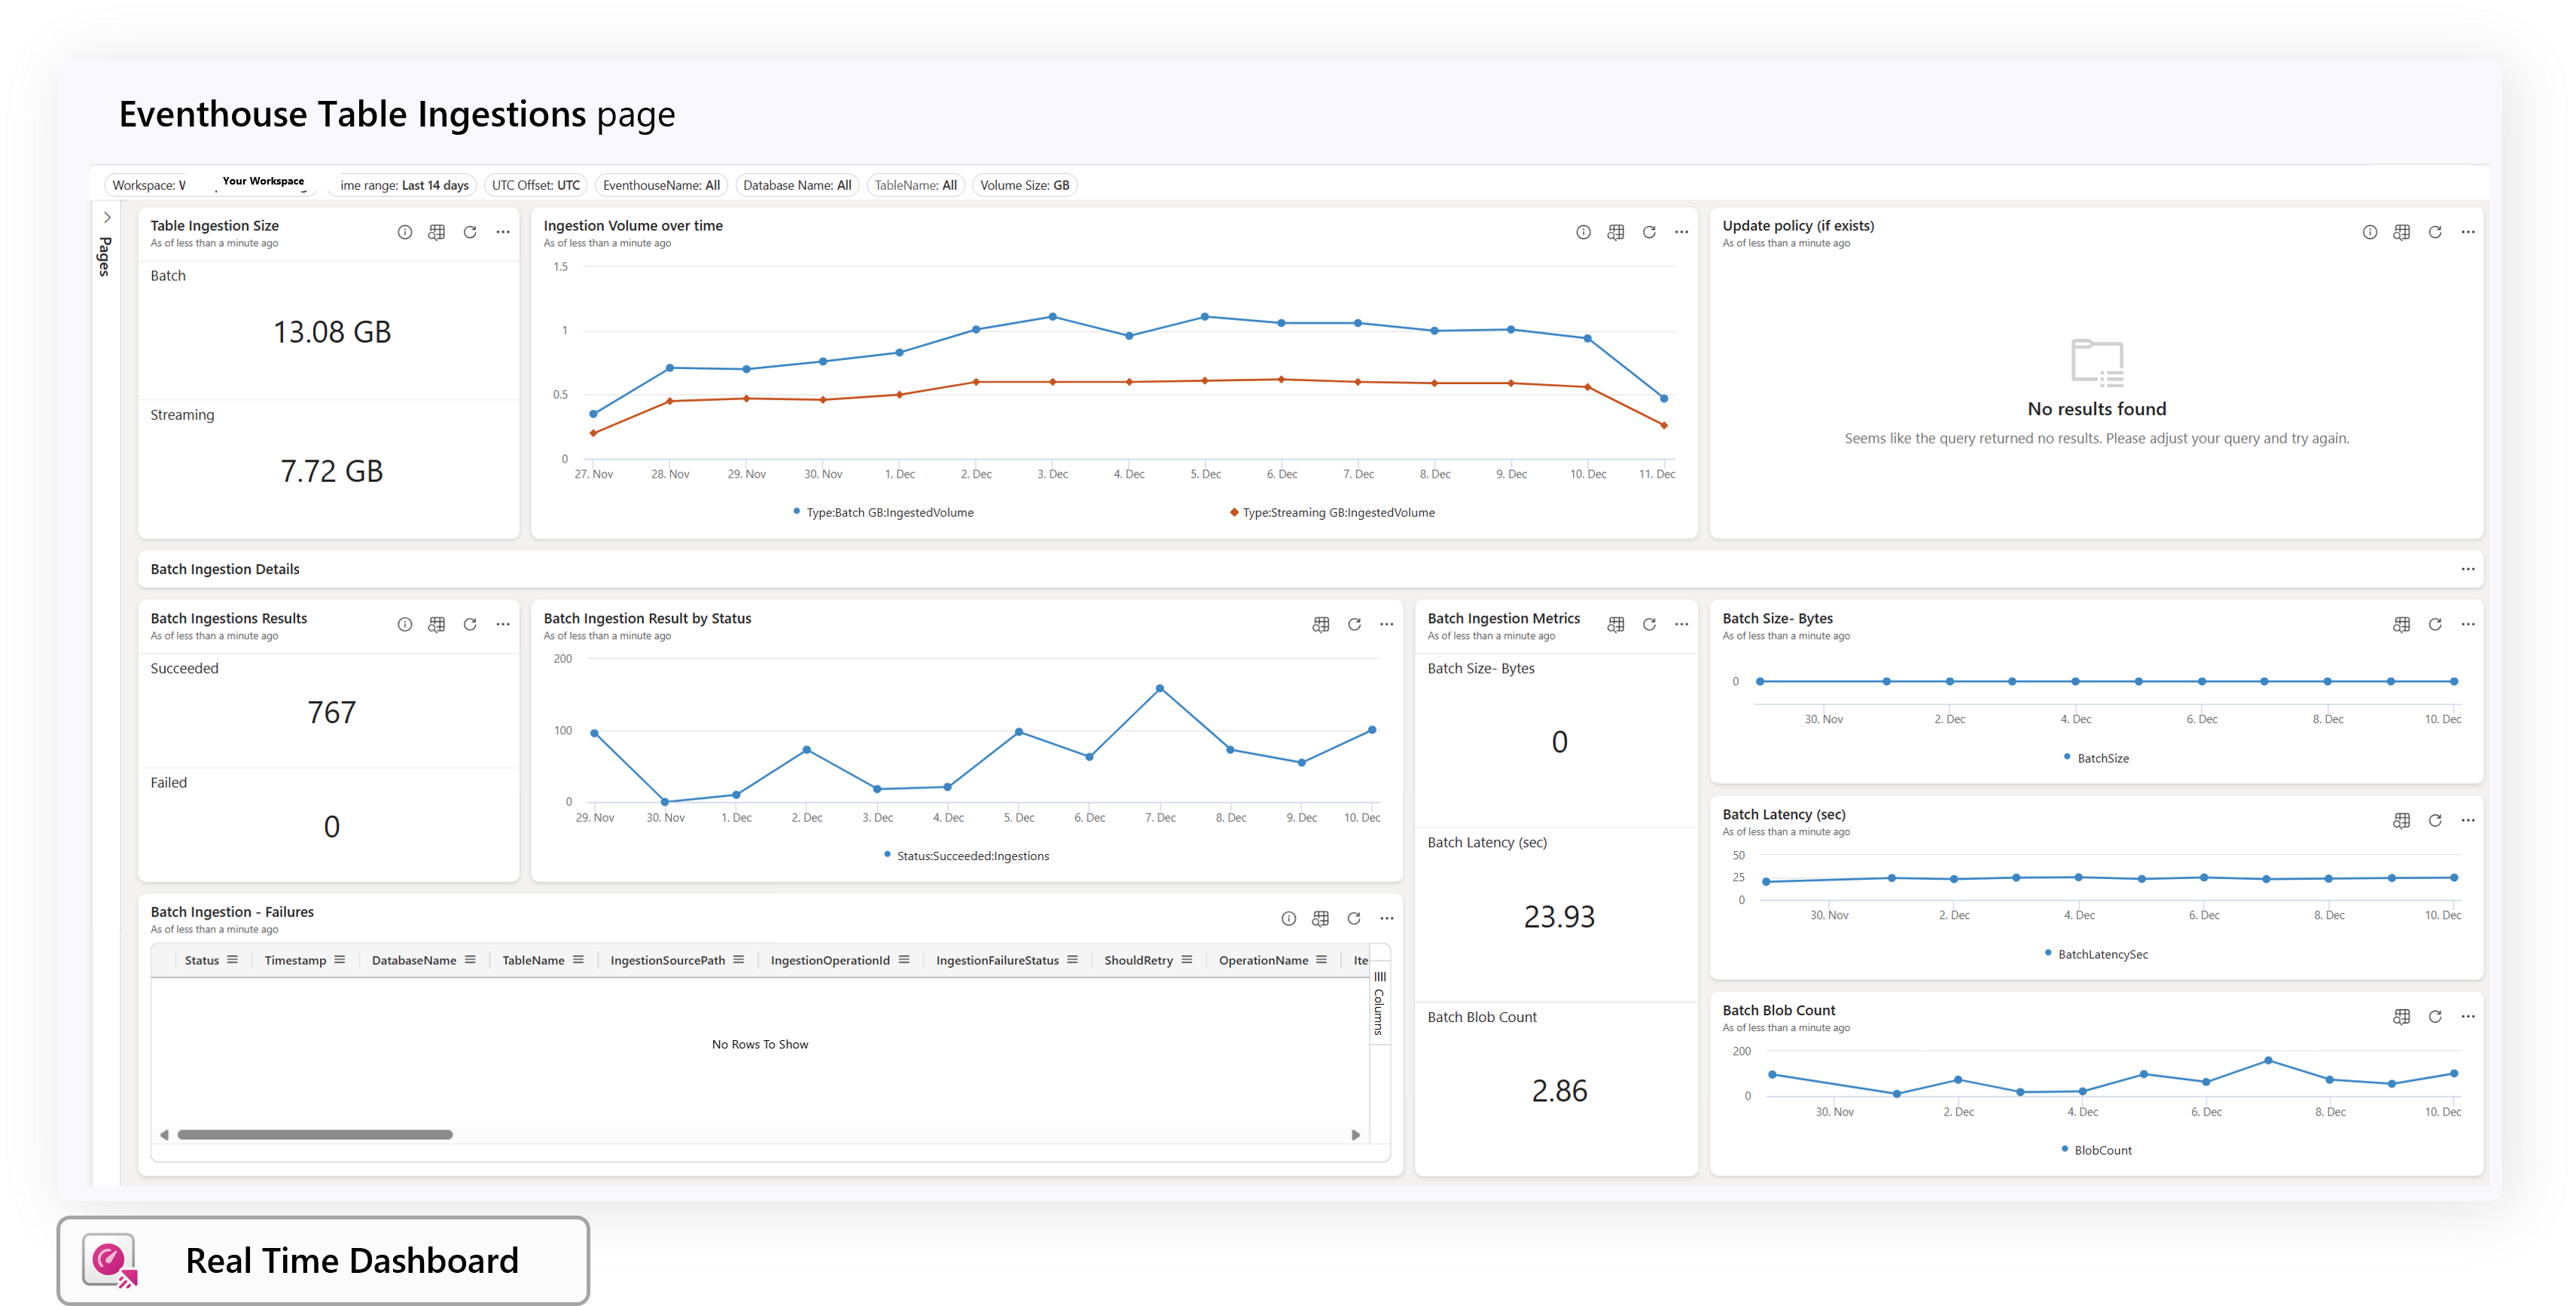 Eventhouse Table Ingestions page
Workspace: Your Workspace
ime range: Last 14 days
UTC Offset: UTC
EventhouseName: All
Database Name: All
TableName: All
Volume Size: GB
Pages
Table Ingestion Size
As of less than a minute ago
Batch
13.08 GB
Streaming
7.72 GB
Ingestion Volume over time
As of less than a minute ago
1.5
1
0.5
0
27. Nov 28. Nov 29. Nov 30. Nov 1. Dec 2. Dec 3. Dec 4. Dec 5. Dec 6. Dec 7. Dec 8. Dec 9. Dec 10. Dec 11. Dec
Type:Batch GB:IngestedVolume
Type:Streaming GB:IngestedVolume
Update policy (if exists)
As of less than a minute ago
No results found
Seems like the query returned no results. Please adjust your query and try again.
Batch Ingestion Details
Batch Ingestions Results
As of less than a minute ago
Succeeded
767
Failed
0
Batch Ingestion Result by Status
As of less than a minute ago
200
100
0
29. Nov 30. Nov 1. Dec 2. Dec 3. Dec 4. Dec 5. Dec 6. Dec 7. Dec 8. Dec 9. Dec 10. Dec
Status:Succeeded:Ingestions
Batch Ingestion Metrics
As of less than a minute ago
Batch Size- Bytes
0
Batch Latency (sec)
23.93
Batch Blob Count
2.86
Batch Size- Bytes
As of less than a minute ago
0
30. Nov 2. Dec 4. Dec 6. Dec 8. Dec 10. Dec
BatchSize
Batch Latency (sec)
As of less than a minute ago
50
25
0
30. Nov 2. Dec 4. Dec 6. Dec 8. Dec 10. Dec
BatchLatencySec
Batch Blob Count
As of less than a minute ago
200
0
30. Nov 2. Dec 4. Dec 6. Dec 8. Dec 10. Dec
BlobCount
Batch Ingestion - Failures
As of less than a minute ago
Status Timestamp DatabaseName TableName IngestionSourcePath IngestionOperationId IngestionFailureStatus ShouldRetry OperationName Ite
Columns
No Rows To Show
Real Time Dashboard